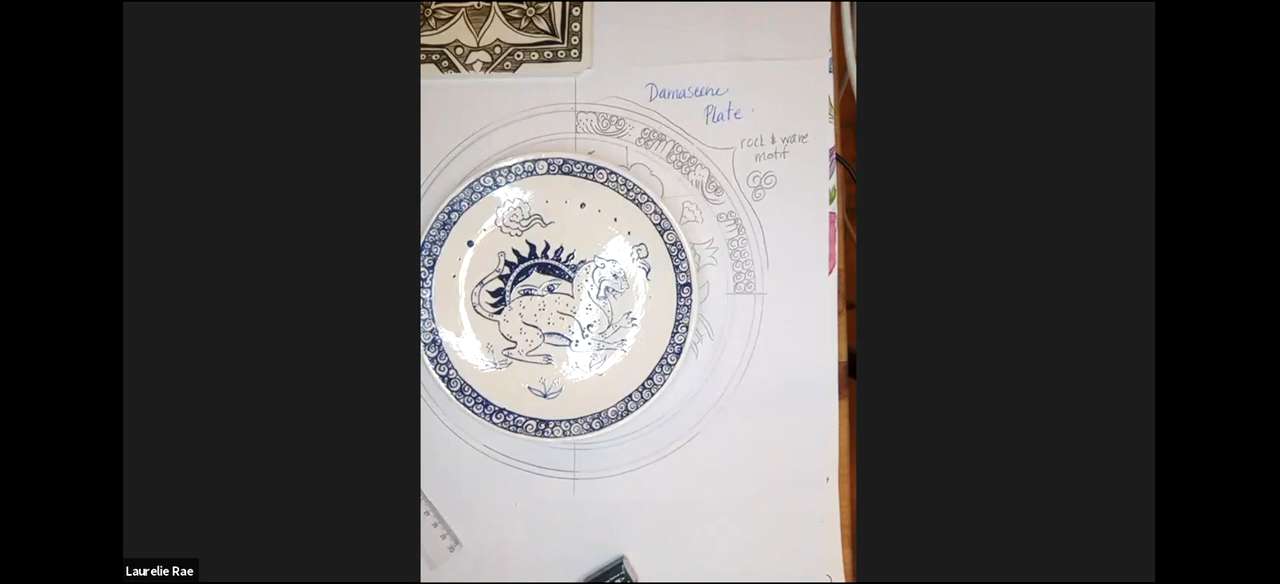 Damascene
Plate
rock & wave
motif
Laurelie Rae